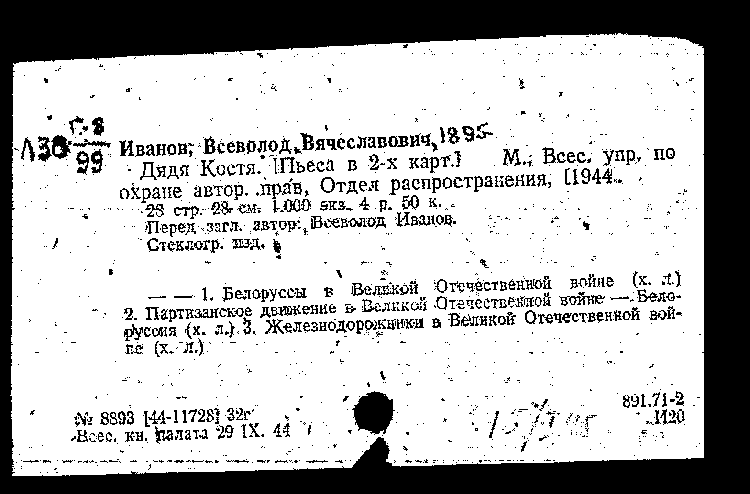 Л30 Г-8
99
Иванов, Всеволод Вячеславович, 1895-
Дядя Костя. [Пьеса в 2-х карт.] М., Всес. упр. по
охране автор. прав, Отдел распространения, [1944.
28 стр. 28 см. 1.000 экз. 4 р. 50 к.
Перед загл. автор: Всеволод Иванов.
Стеклогр. изд.
— — 1. Белоруссы в Великой Отечественной войне (х. л.)
2. Партизанское движение в Великой Отечественной войне — Бело-
руссия (х. л.) 3. Железнодорожники в Великой Отечественной вой-
не (х. л.)
№ 8893 [44-11728] 32г
Всес. кн. палата 29 IX. 44
891.71-2
И20